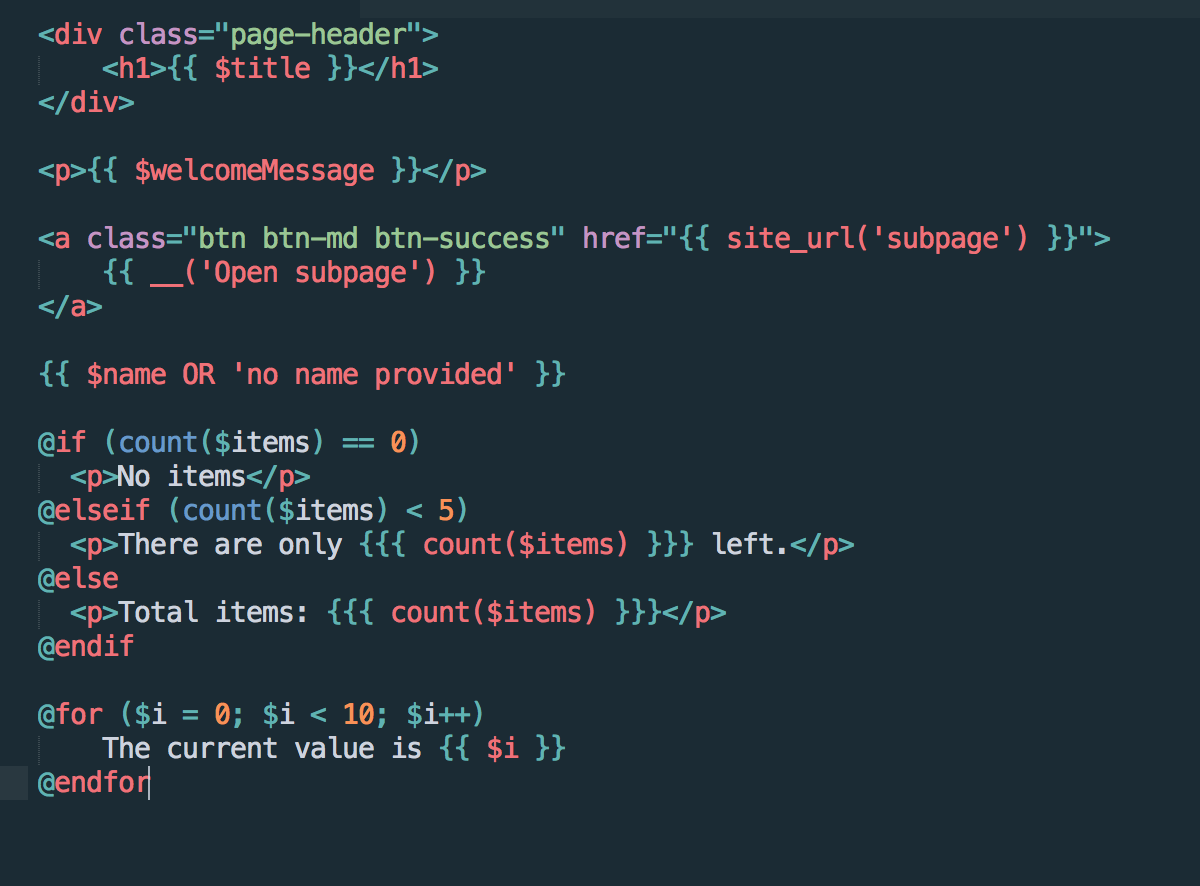 <div class="page-header">
    <h1>{{ $title }}</h1>
</div>

<p>{{ $welcomeMessage }}</p>

<a class="btn btn-md btn-success" href="{{ site_url('subpage') }}">
    {{ __('Open subpage') }}
</a>

{{ $name OR 'no name provided' }}

@if (count($items) == 0)
  <p>No items</p>
@elseif (count($items) < 5)
  <p>There are only {{{ count($items) }}} left.</p>
@else
  <p>Total items: {{{ count($items) }}}</p>
@endif

@for ($i = 0; $i < 10; $i++)
    The current value is {{ $i }}
@endfor